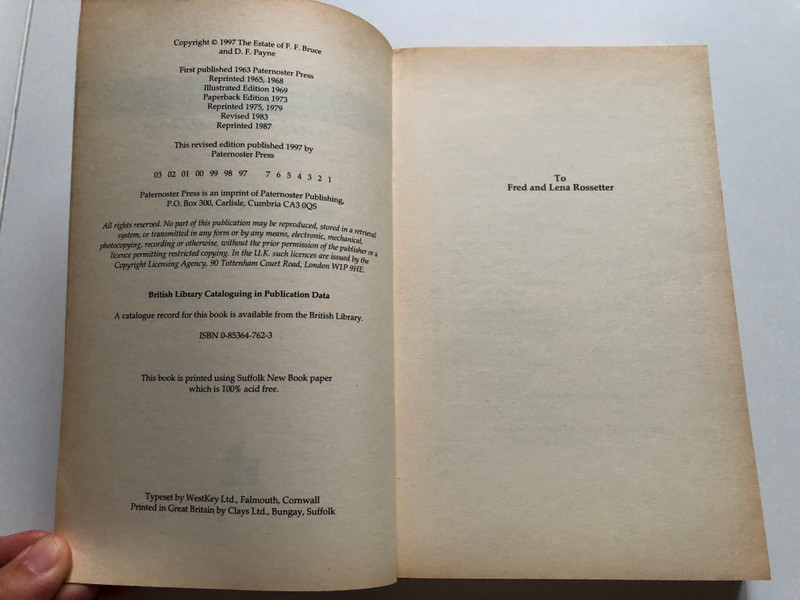 Copyright © 1997 The Estate of F. F. Bruce
and D. F. Payne
First published 1963 Paternoster Press
Reprinted 1965, 1968
Illustrated Edition 1969
Paperback Edition 1973
Reprinted 1975, 1979
Revised 1983
Reprinted 1987
This revised edition published 1997 by
Paternoster Press
03 02 01 00 99 98 97 7 6 5 4 3 2 1
Paternoster Press is an imprint of Paternoster Publishing,
P.O. Box 300, Carlisle, Cumbria CA3 0QS
All rights reserved. No part of this publication may be reproduced, stored in a retrieval
system, or transmitted in any form or by any means, electronic, mechanical,
photocopying, recording or otherwise, without the prior permission of the publisher or a
licence permitting restricted copying. In the U.K. such licences are issued by the
Copyright Licensing Agency, 90 Tottenham Court Road, London W1P 9HE.
British Library Cataloguing in Publication Data
A catalogue record for this book is available from the British Library.
ISBN 0-85364-762-3
This book is printed using Suffolk New Book paper
which is 100% acid free.
Typeset by WestKey Ltd., Falmouth, Cornwall
Printed in Great Britain by Clays Ltd., Bungay, Suffolk
To
Fred and Lena Rossetter